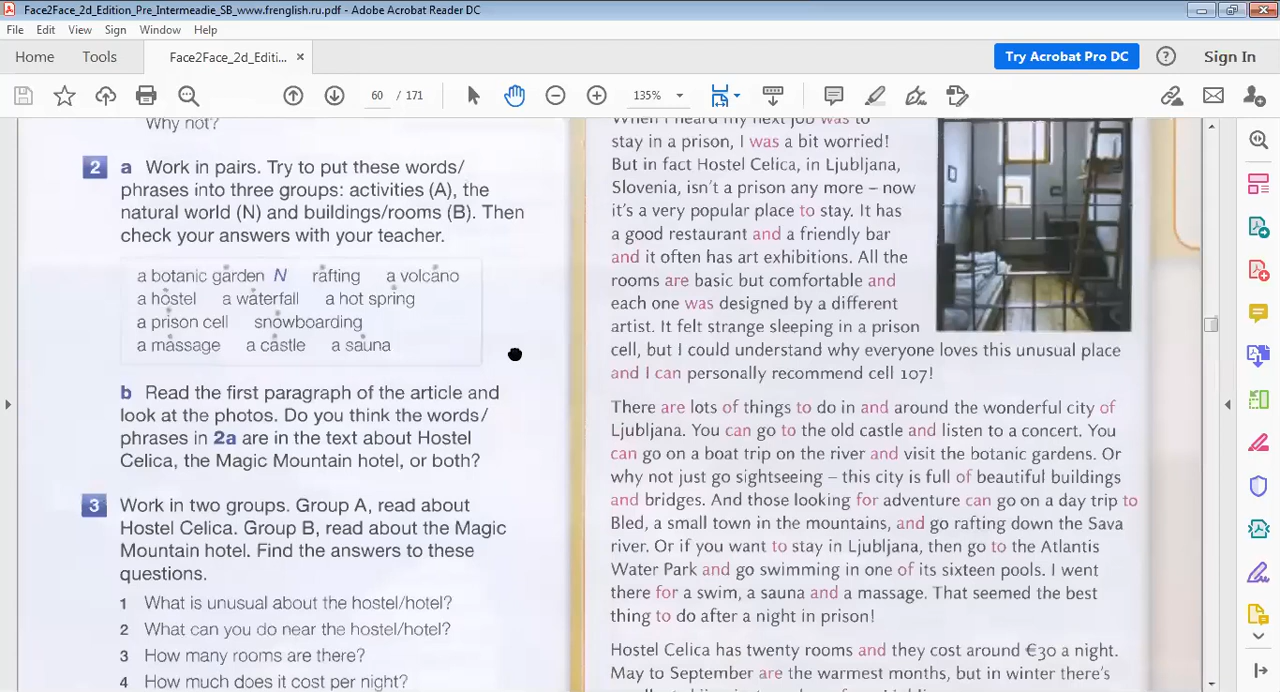 Face2Face_2d_Edition_Pre_Intermeadie_SB_www.frenglish.ru.pdf - Adobe Acrobat Reader DC
File Edit View Sign Window Help
Home Tools Face2Face_2d_Editi... × Try Acrobat Pro DC Sign In
60 / 171 135%
Why not?
2 a Work in pairs. Try to put these words/
phrases into three groups: activities (A), the
natural world (N) and buildings/rooms (B). Then
check your answers with your teacher.
a botanic garden N rafting a volcano
a hostel a waterfall a hot spring
a prison cell snowboarding
a massage a castle a sauna
b Read the first paragraph of the article and
look at the photos. Do you think the words/
phrases in 2a are in the text about Hostel
Celica, the Magic Mountain hotel, or both?
3 Work in two groups. Group A, read about
Hostel Celica. Group B, read about the Magic
Mountain hotel. Find the answers to these
questions.
1 What is unusual about the hostel/hotel?
2 What can you do near the hostel/hotel?
3 How many rooms are there?
4 How much does it cost per night?
When I heard my next job was to
stay in a prison, I was a bit worried!
But in fact Hostel Celica, in Ljubljana,
Slovenia, isn't a prison any more – now
it's a very popular place to stay. It has
a good restaurant and a friendly bar
and it often has art exhibitions. All the
rooms are basic but comfortable and
each one was designed by a different
artist. It felt strange sleeping in a prison
cell, but I could understand why everyone loves this unusual place
and I can personally recommend cell 107!
There are lots of things to do in and around the wonderful city of
Ljubljana. You can go to the old castle and listen to a concert. You
can go on a boat trip on the river and visit the botanic gardens. Or
why not just go sightseeing – this city is full of beautiful buildings
and bridges. And those looking for adventure can go on a day trip to
Bled, a small town in the mountains, and go rafting down the Sava
river. Or if you want to stay in Ljubljana, then go to the Atlantis
Water Park and go swimming in one of its sixteen pools. I went
there for a swim, a sauna and a massage. That seemed the best
thing to do after a night in prison!
Hostel Celica has twenty rooms and they cost around €30 a night.
May to September are the warmest months, but in winter there's